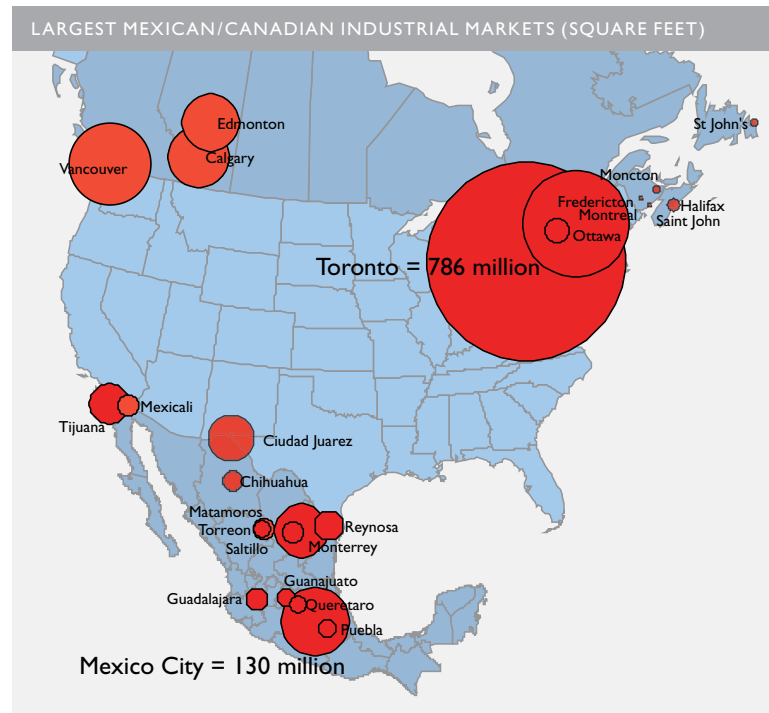 LARGEST MEXICAN/CANADIAN INDUSTRIAL MARKETS (SQUARE FEET)
St John's
Edmonton
Calgary
Vancouver
Moncton
Fredericton
Halifax
Montreal
Saint John
Ottawa
Toronto = 786 million
Mexicali
Tijuana
Ciudad Juarez
Chihuahua
Matamoros
Torreon
Reynosa
Saltillo
Monterrey
Guanajuato
Guadalajara
Queretaro
Puebla
Mexico City = 130 million